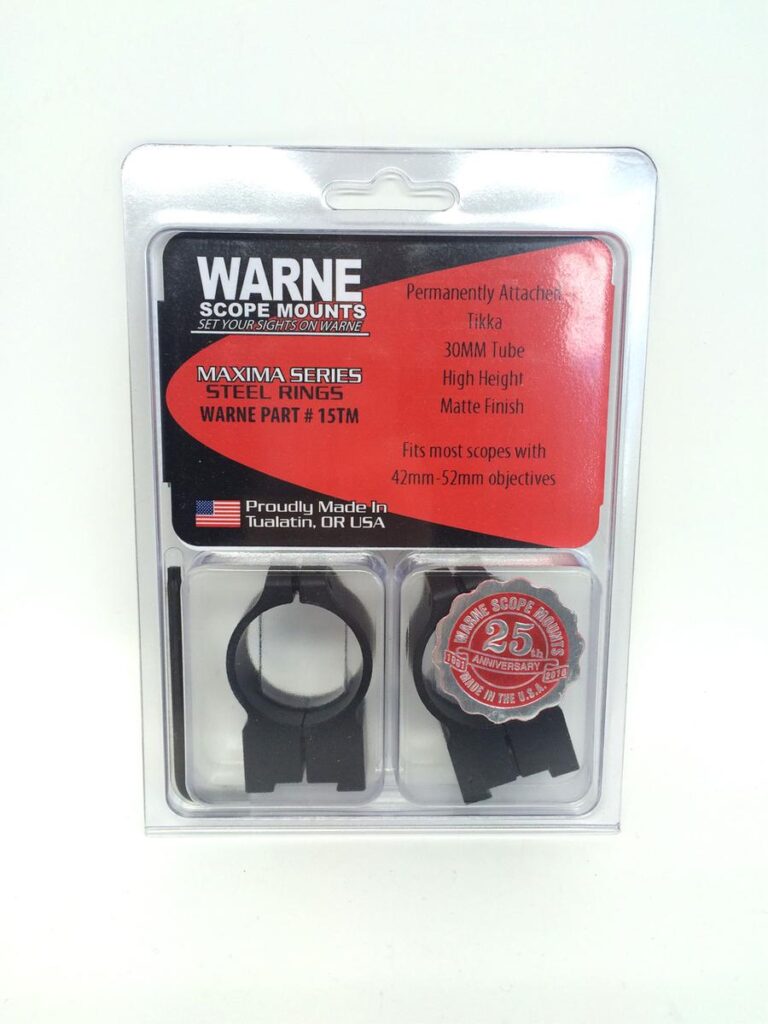 WARNE
SCOPE MOUNTS
SET YOUR SIGHTS ON WARNE
MAXIMA SERIES
STEEL RINGS
WARNE PART # 15TM
Permanently Attached
Tikka
30MM Tube
High Height
Matte Finish
Fits most scopes with
42mm-52mm objectives
Proudly Made In
Tualatin, OR USA
WARNE SCOPE MOUNTS
25th
ANNIVERSARY
1991 2016
MADE IN THE U.S.A.